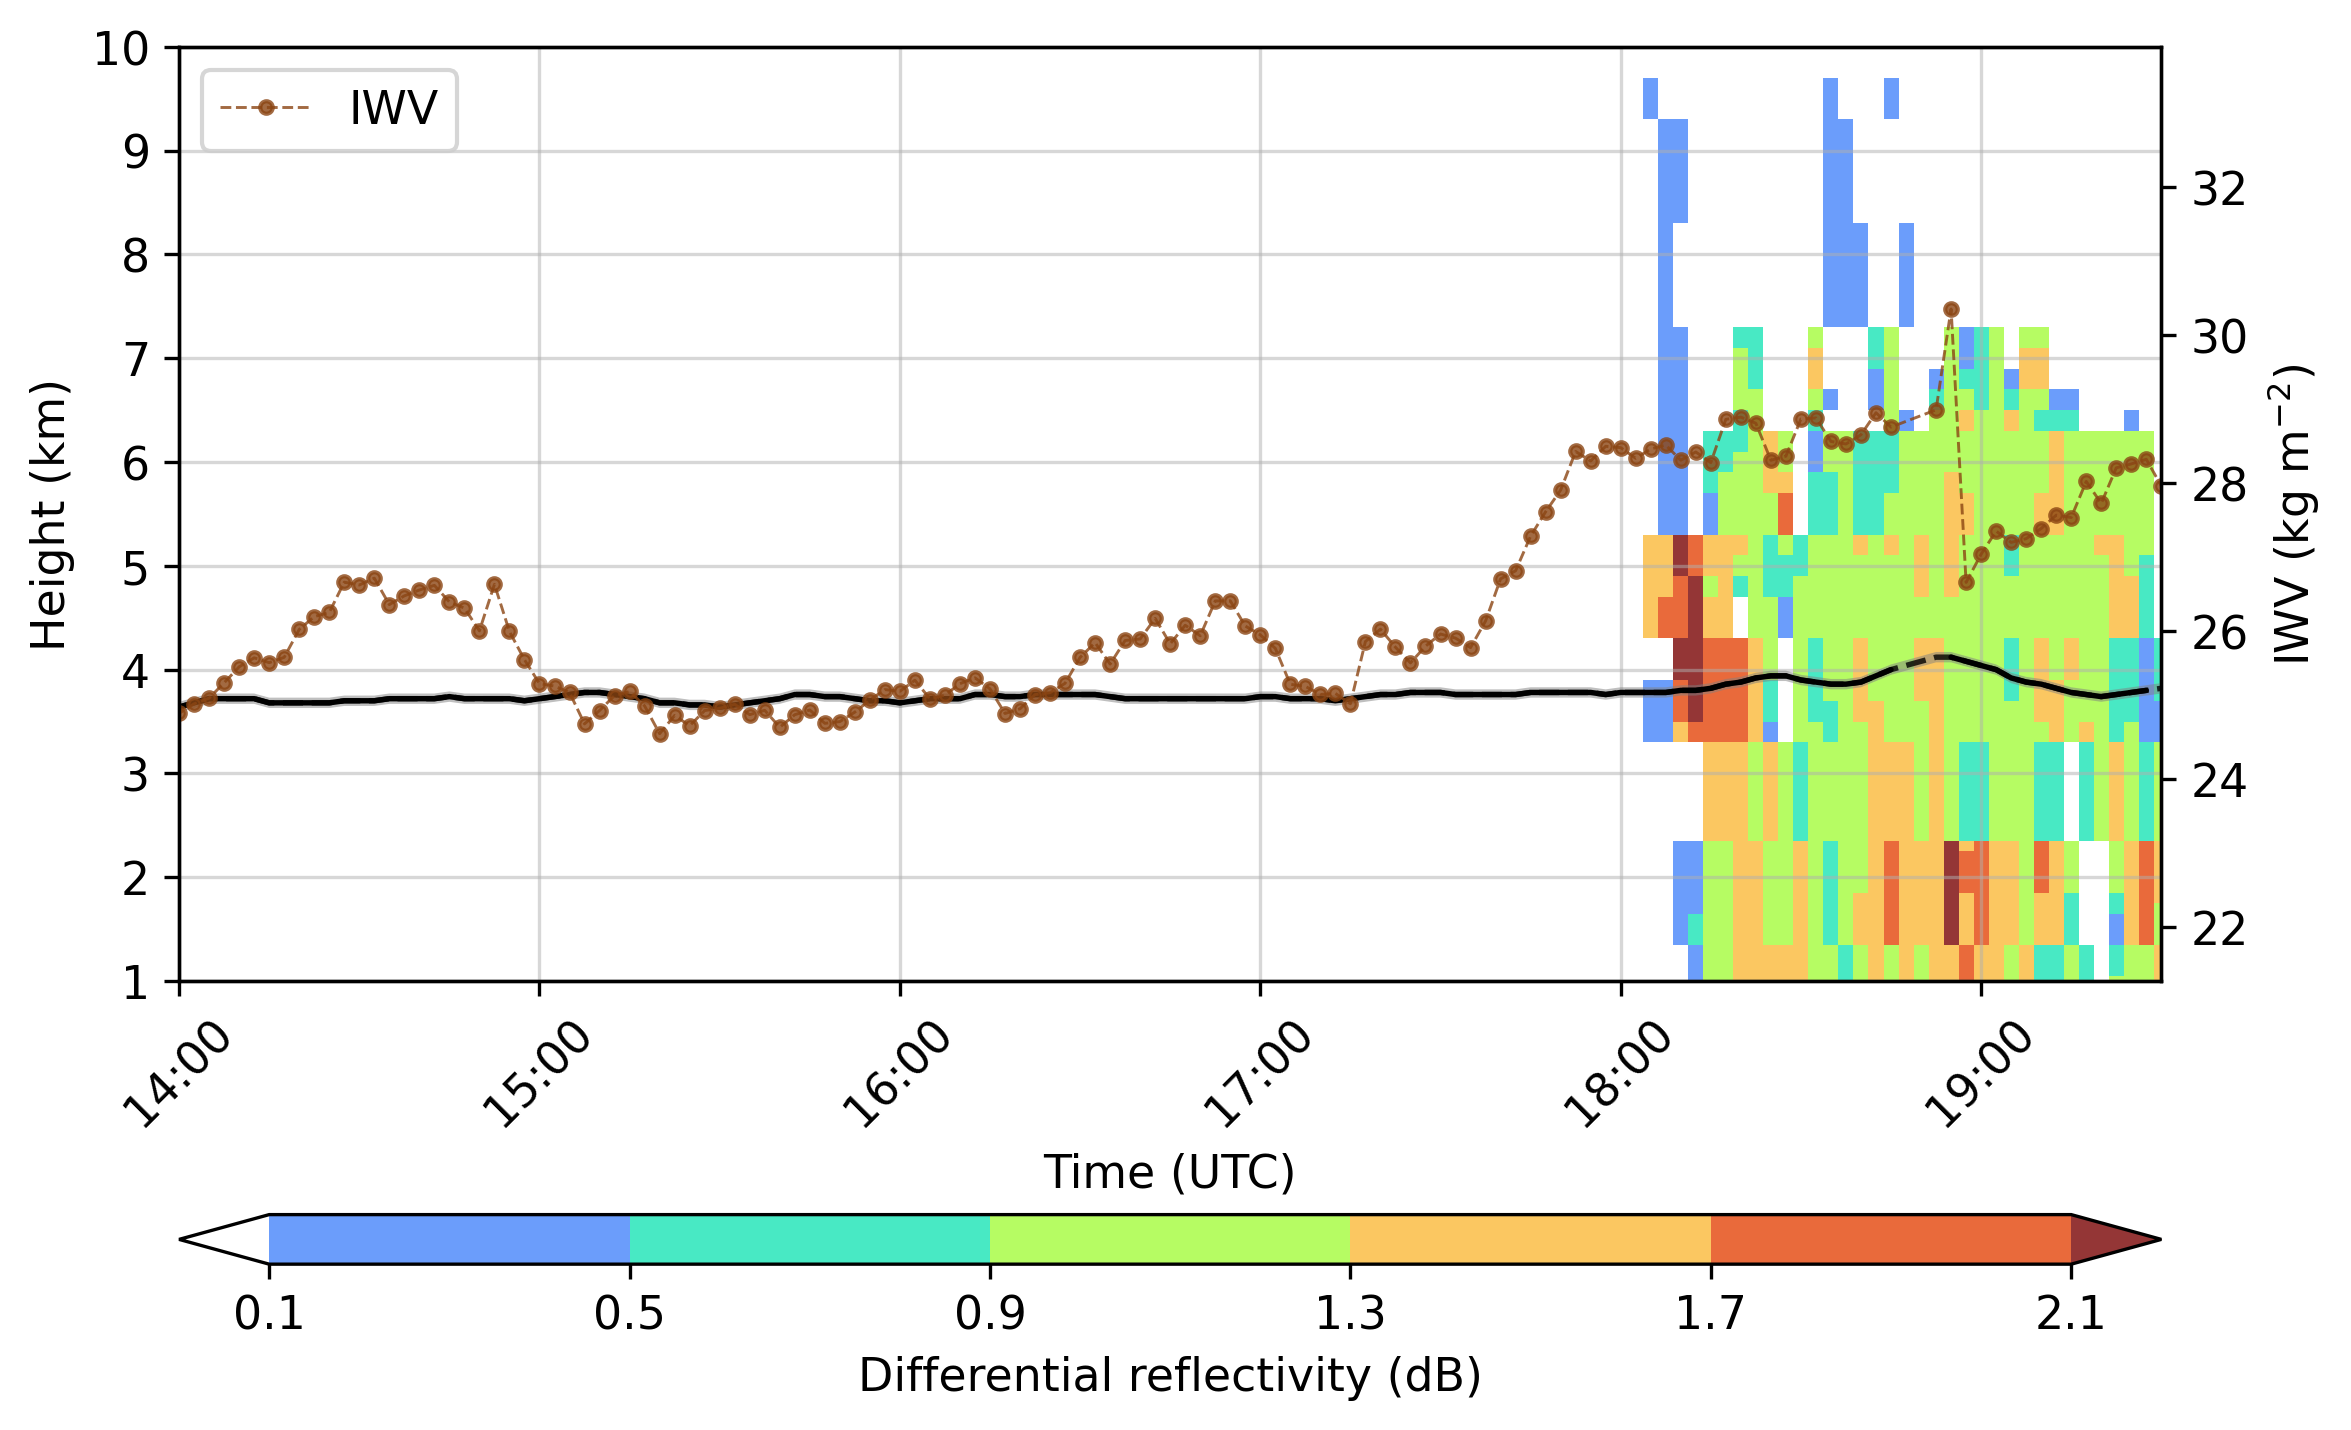 IWV
10
9
8
7
6
5
4
3
2
1
Height (km)
32
30
28
26
24
22
IWV (kg m⁻²)
14:00 15:00 16:00 17:00 18:00 19:00
Time (UTC)
0.1 0.5 0.9 1.3 1.7 2.1
Differential reflectivity (dB)